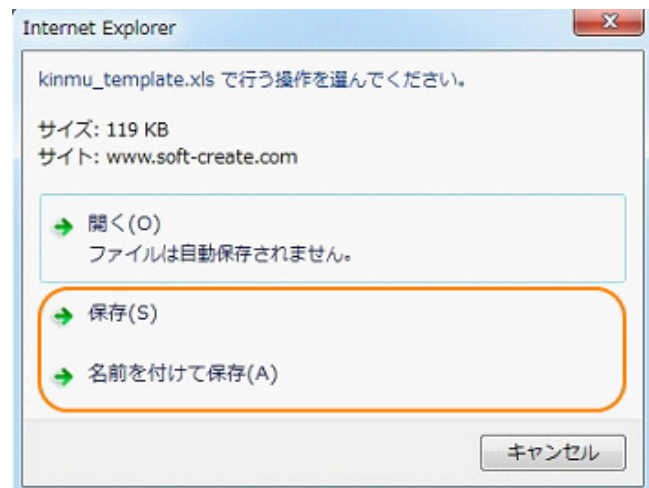 Internet Explorer
kinmu_template.xls で行う操作を選んでください。
サイズ: 119 KB
サイト: www.soft-create.com
開く(O)
ファイルは自動保存されません。
保存(S)
名前を付けて保存(A)
キャンセル